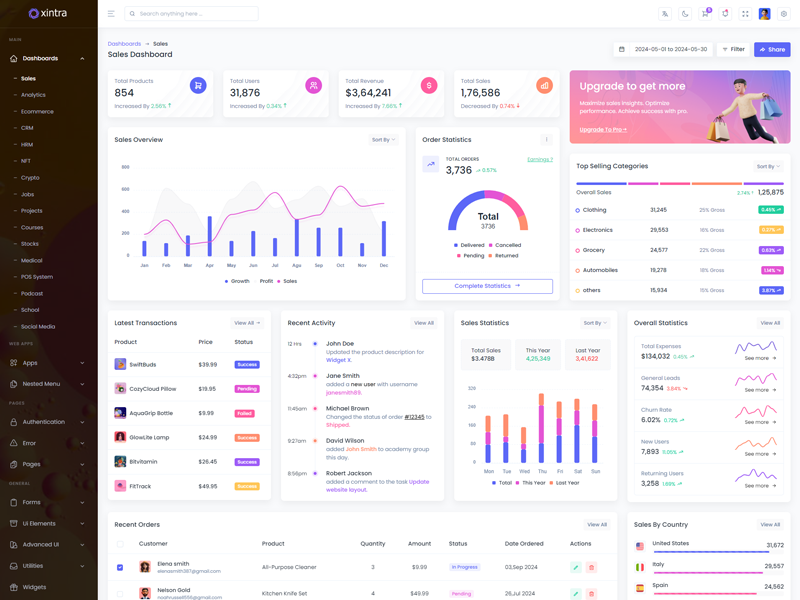 xintra
Search anything here ...
5
MAIN
Dashboards
Sales
Analytics
Ecommerce
CRM
HRM
NFT
Crypto
Jobs
Projects
Courses
Stocks
Medical
POS System
Podcast
School
Social Media
WEB APPS
Apps
Nested Menu
PAGES
Authentication
Error
Pages
GENERAL
Forms
UI Elements
Advanced UI
Utilities
Widgets
Dashboards → Sales
Sales Dashboard
2024-05-01 to 2024-05-30
Filter
Share
Total Products
854
Increased By 2.56%
Total Users
31,876
Increased By 0.34%
Total Revenue
$3,64,241
Increased By 7.66%
Total Sales
1,76,586
Decreased By 0.74%
Upgrade to get more
Maximize sales insights. Optimize
performance. Achieve success with pro.
Upgrade To Pro
Sales Overview
Sort By
800
600
400
200
0
Jan Feb Mar Apr May Jun Jul Agu Sep Oct Nov Dec
Growth Profit Sales
Order Statistics
TOTAL ORDERS
3,736 0.57%
Earnings ?
Total
3736
Delivered Cancelled
Pending Returned
Complete Statistics
Top Selling Categories
Sort By
Overall Sales
2.74% 1,25,875
Clothing 31,245 25% Gross 0.45%
Electronics 29,553 16% Gross
Grocery 24,577 22% Gross 0.63%
Automobiles 19,278 18% Gross 1.14%
others 15,934 15% Gross 3.87%
Latest Transactions
View All
Product Price Status
SwiftBuds $39.99 Success
CozyCloud Pillow $19.95 Pending
AquaGrip Bottle $9.99 Failed
GlowLite Lamp $24.99 Success
Bitvitamin $26.45 Success
FitTrack $49.95 Success
Recent Activity
View All
12 Hrs John Doe
Updated the product description for
Widget X.
4:32pm Jane Smith
added a new user with username
janesmith89.
11:45am Michael Brown
Changed the status of order #12345 to
Shipped.
9:27am David Wilson
added John Smith to academy group
this day.
8:56pm Robert Jackson
added a comment to the task Update
website layout.
Sales Statistics
Sort By
Total Sales
$3.478B
This Year
4,25,349
Last Year
3,41,622
320
240
160
80
0
Mon Tue Wed Thu Fri Sat Sun
Total This Year Last Year
Overall Statistics
View All
Total Expenses
$134,032 0.45%
See more
General Leads
74,354 3.84%
See more
Churn Rate
6.02% 0.72%
See more
New Users
7,893 11.05%
See more
Returning Users
3,258 1.69%
See more
Recent Orders
View All
Customer Product Quantity Amount Status Date Ordered Actions
Elena smith
elenasmith387@gmail.com
All-Purpose Cleaner 3 $9.99 In Progress 03,Sep 2024
Nelson Gold
Kitchen Knife Set 4 $49.99 Pending 26,Jul 2024
Sales By Country
View All
United States 31,672
Italy 29,557
Spain 24,562